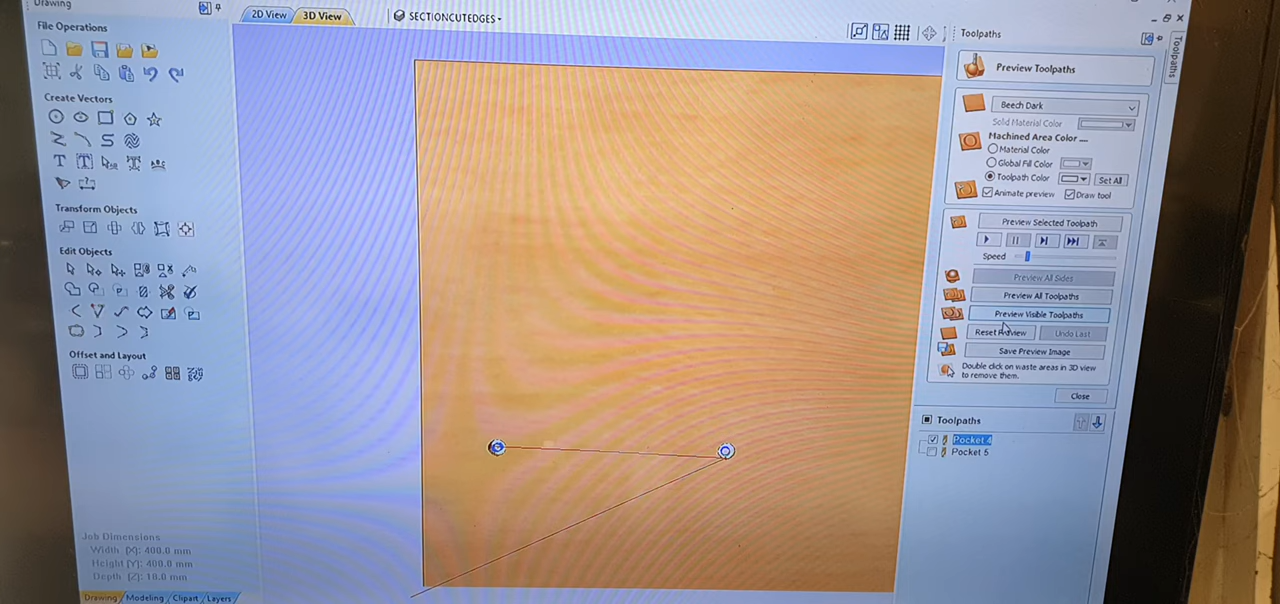 Drawing
File Operations
Create Vectors
Transform Objects
Edit Objects
Offset and Layout
Job Dimensions
Width [X]: 400.0 mm
Height [Y]: 400.0 mm
Depth [Z]: 18.0 mm
Drawing Modeling Clipart Layers
2D View 3D View
SECTIONCUTEDGES
Toolpaths
Toolpaths
Preview Toolpaths
Beech Dark
Solid Material Color
Machined Area Color ....
Material Color
Global Fill Color
Toolpath Color Set All
Animate preview Draw tool
Preview Selected Toolpath
Speed
Preview All Sides
Preview All Toolpaths
Preview Visible Toolpaths
Reset Preview Undo Last
Save Preview Image
Double click on waste areas in 3D view
to remove them.
Close
Toolpaths
Pocket 4
Pocket 5